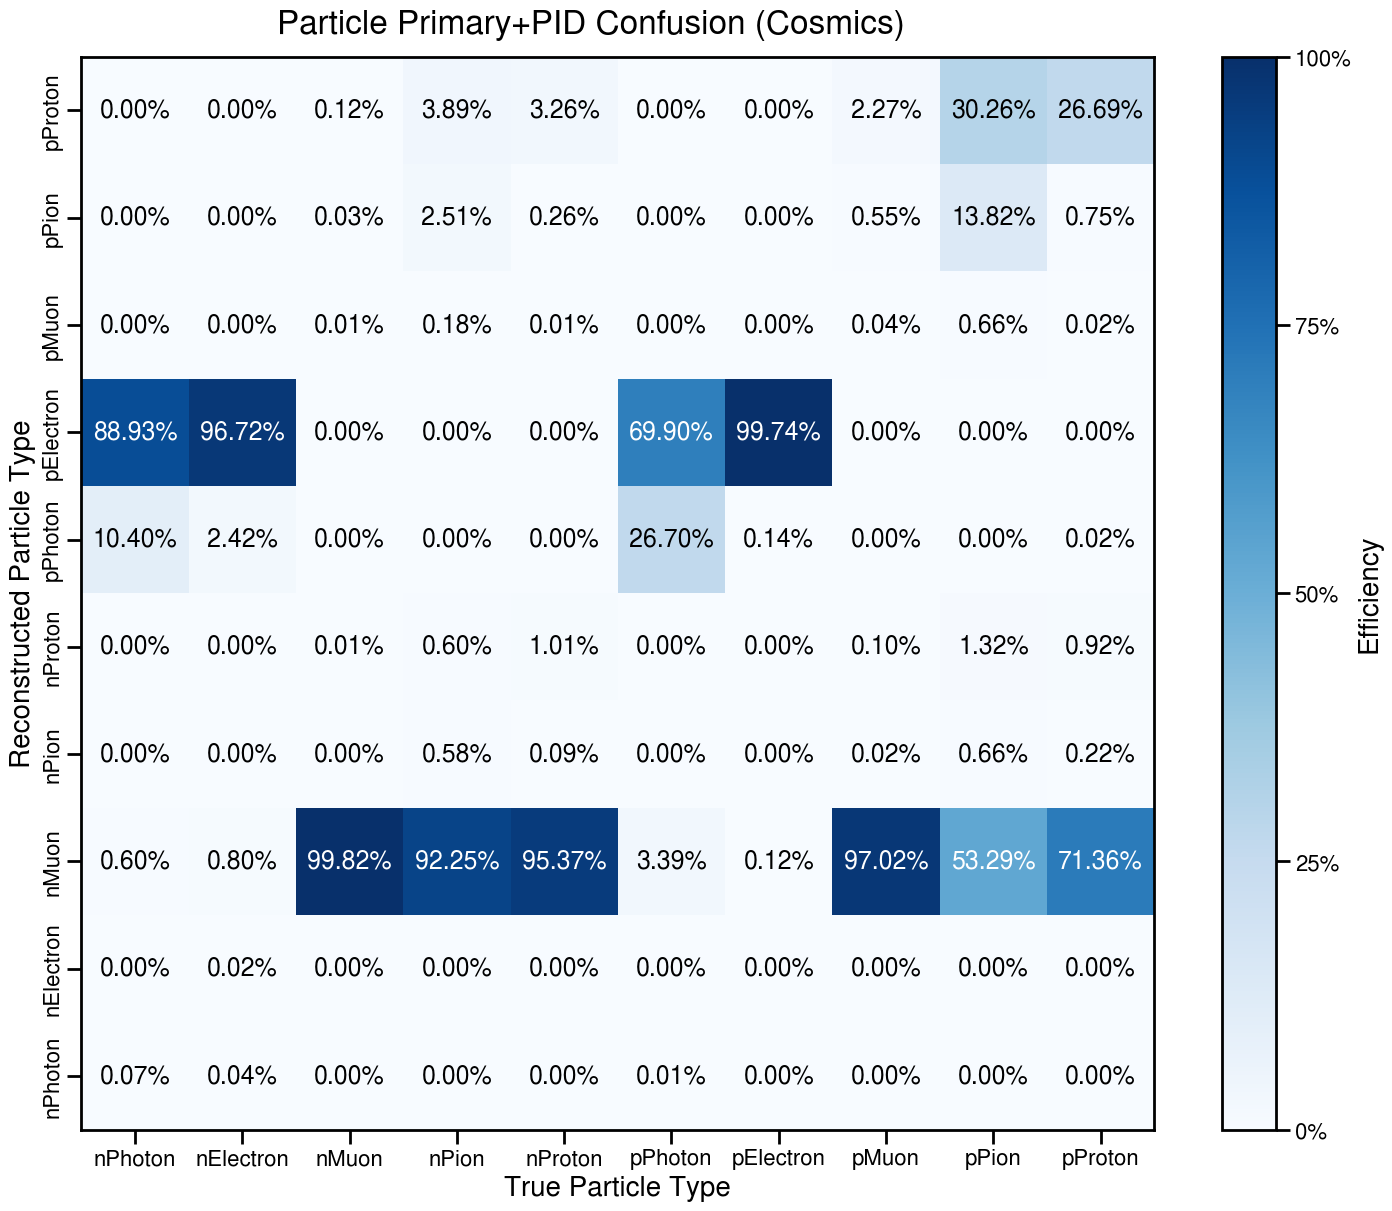 Particle Primary+PID Confusion (Cosmics)
Reconstructed Particle Type
pProton 0.00% 0.00% 0.12% 3.89% 3.26% 0.00% 0.00% 2.27% 30.26% 26.69%
pPion 0.00% 0.00% 0.03% 2.51% 0.26% 0.00% 0.00% 0.55% 13.82% 0.75%
pMuon 0.00% 0.00% 0.01% 0.18% 0.01% 0.00% 0.00% 0.04% 0.66% 0.02%
pElectron 88.93% 96.72% 0.00% 0.00% 0.00% 69.90% 99.74% 0.00% 0.00% 0.00%
pPhoton 10.40% 2.42% 0.00% 0.00% 0.00% 26.70% 0.14% 0.00% 0.00% 0.02%
nProton 0.00% 0.00% 0.01% 0.60% 1.01% 0.00% 0.00% 0.10% 1.32% 0.92%
nPion 0.00% 0.00% 0.00% 0.58% 0.09% 0.00% 0.00% 0.02% 0.66% 0.22%
nMuon 0.60% 0.80% 99.82% 92.25% 95.37% 3.39% 0.12% 97.02% 53.29% 71.36%
nElectron 0.00% 0.02% 0.00% 0.00% 0.00% 0.00% 0.00% 0.00% 0.00% 0.00%
nPhoton 0.07% 0.04% 0.00% 0.00% 0.00% 0.01% 0.00% 0.00% 0.00% 0.00%
nPhoton nElectron nMuon nPion nProton pPhoton pElectron pMuon pPion pProton
True Particle Type
100%
75%
50%
25%
0%
Efficiency